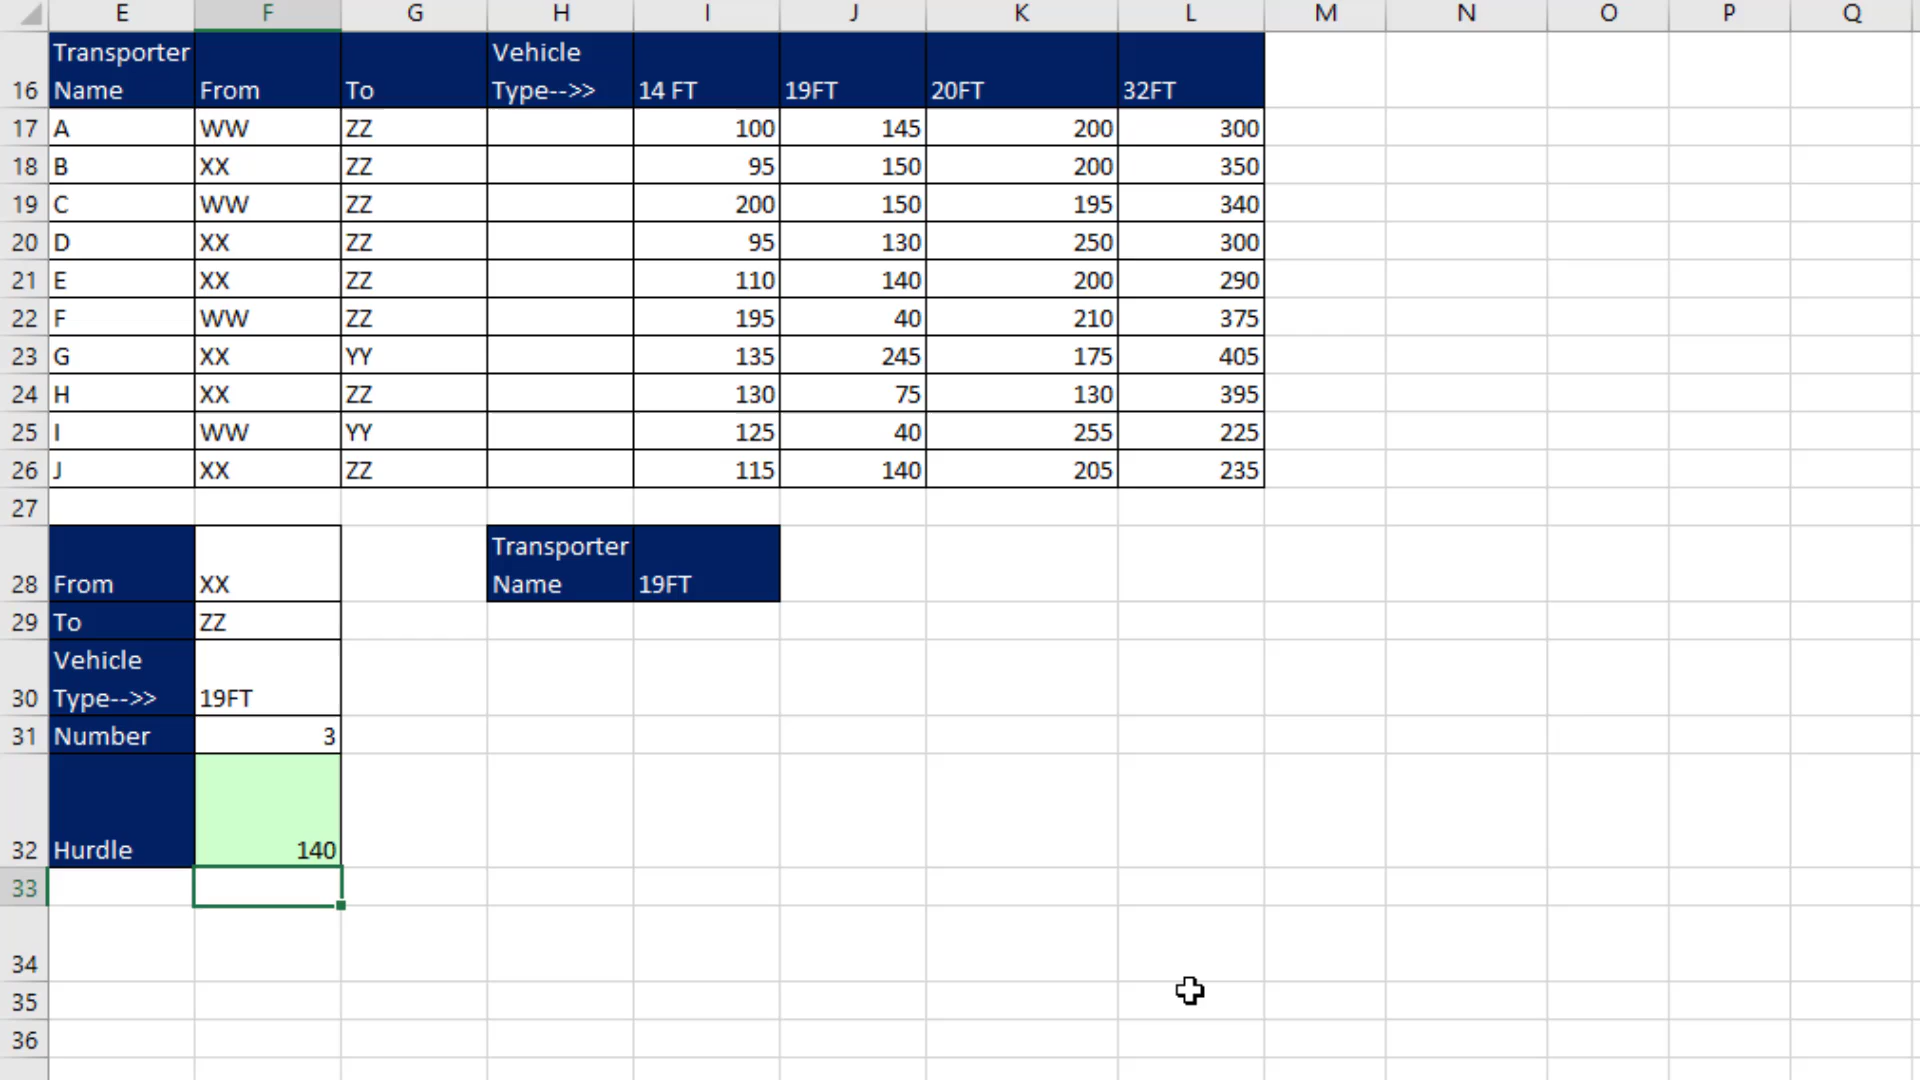 E F G H I J K L M N O P Q
Transporter Vehicle
16 Name From To Type-->> 14 FT 19FT 20FT 32FT
17 A WW ZZ 100 145 200 300
18 B XX ZZ 95 150 200 350
19 C WW ZZ 200 150 195 340
20 D XX ZZ 95 130 250 300
21 E XX ZZ 110 140 200 290
22 F WW ZZ 195 40 210 375
23 G XX YY 135 245 175 405
24 H XX ZZ 130 75 130 395
25 I WW YY 125 40 255 225
26 J XX ZZ 115 140 205 235
27
Transporter
28 From XX Name 19FT
29 To ZZ
Vehicle
30 Type-->> 19FT
31 Number 3
32 Hurdle 140
33
34
35
36